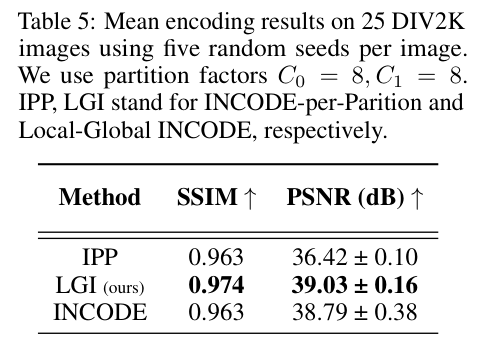 Table 5: Mean encoding results on 25 DIV2K
images using five random seeds per image.
We use partition factors C₀ = 8, C₁ = 8.
IPP, LGI stand for INCODE-per-Parition and
Local-Global INCODE, respectively.
Method SSIM ↑ PSNR (dB) ↑
IPP 0.963 36.42 ± 0.10
LGI (ours) 0.974 39.03 ± 0.16
INCODE 0.963 38.79 ± 0.38